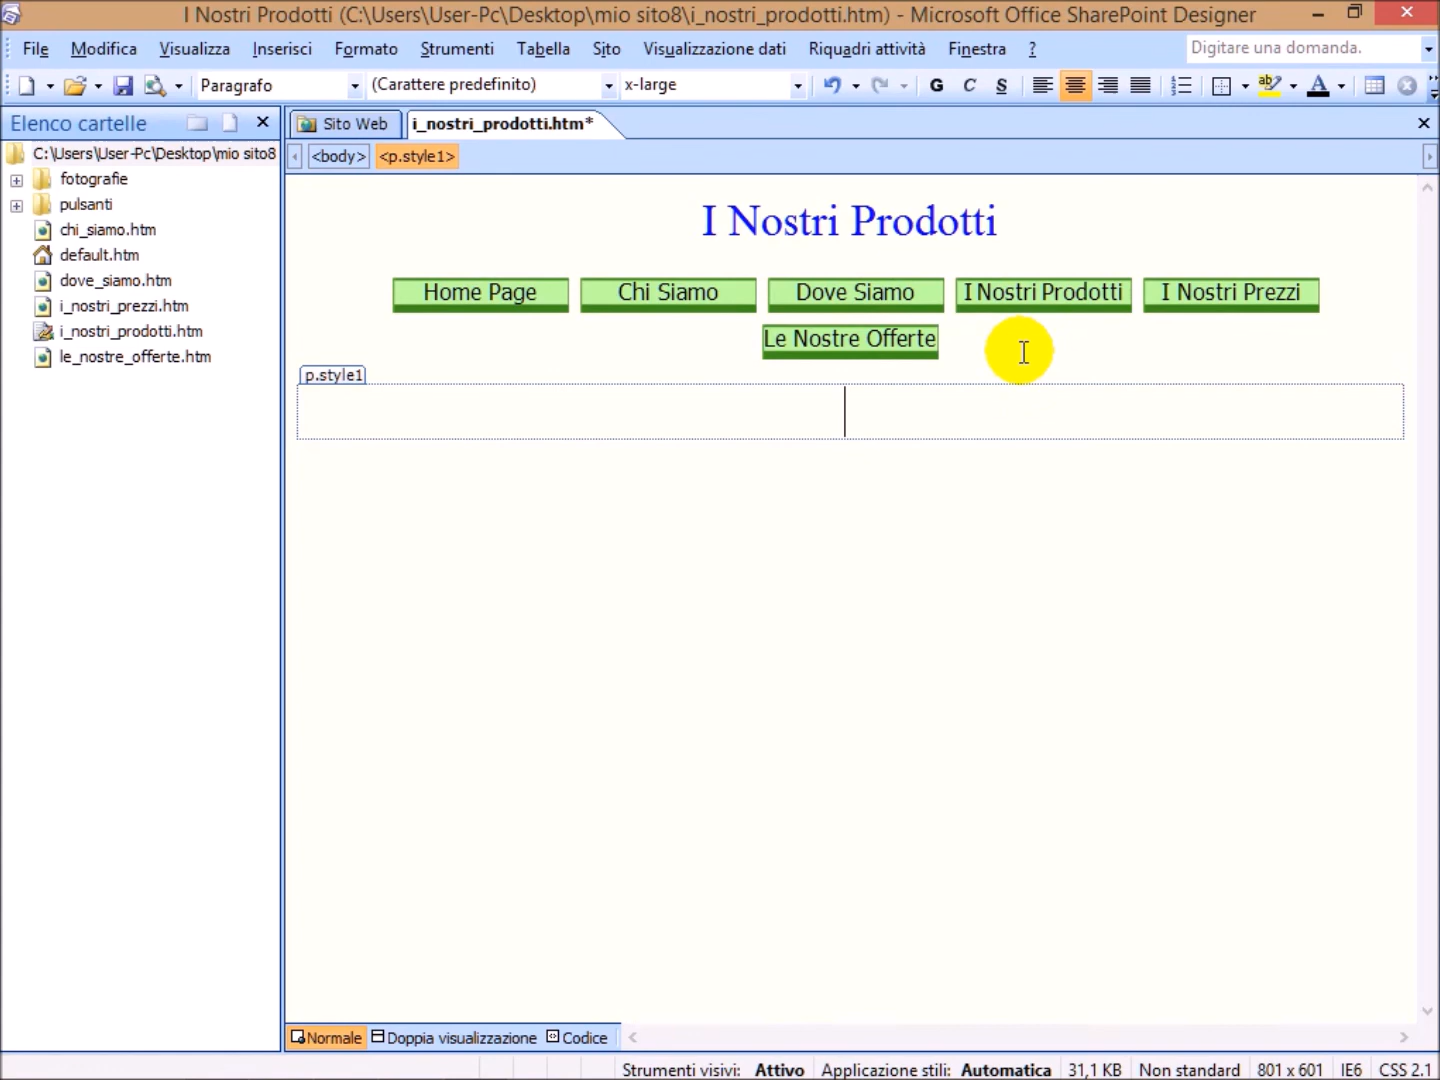 I Nostri Prodotti (C:\Users\User-Pc\Desktop\mio sito8\i_nostri_prodotti.htm) - Microsoft Office SharePoint Designer
File Modifica Visualizza Inserisci Formato Strumenti Tabella Sito Visualizzazione dati Riquadri attività Finestra ? Digitare una domanda.
Paragrafo (Carattere predefinito) x-large G C S ab A
Elenco cartelle
Sito Web i_nostri_prodotti.htm*
C:\Users\User-Pc\Desktop\mio sito8
<body> <p.style1>
fotografie
pulsanti
chi_siamo.htm
default.htm
dove_siamo.htm
i_nostri_prezzi.htm
i_nostri_prodotti.htm
le_nostre_offerte.htm
I Nostri Prodotti
Home Page Chi Siamo Dove Siamo I Nostri Prodotti I Nostri Prezzi
Le Nostre Offerte
p.style1
Normale Doppia visualizzazione Codice
Strumenti visivi: Attivo Applicazione stili: Automatica 31,1 KB Non standard 801 x 601 IE6 CSS 2.1